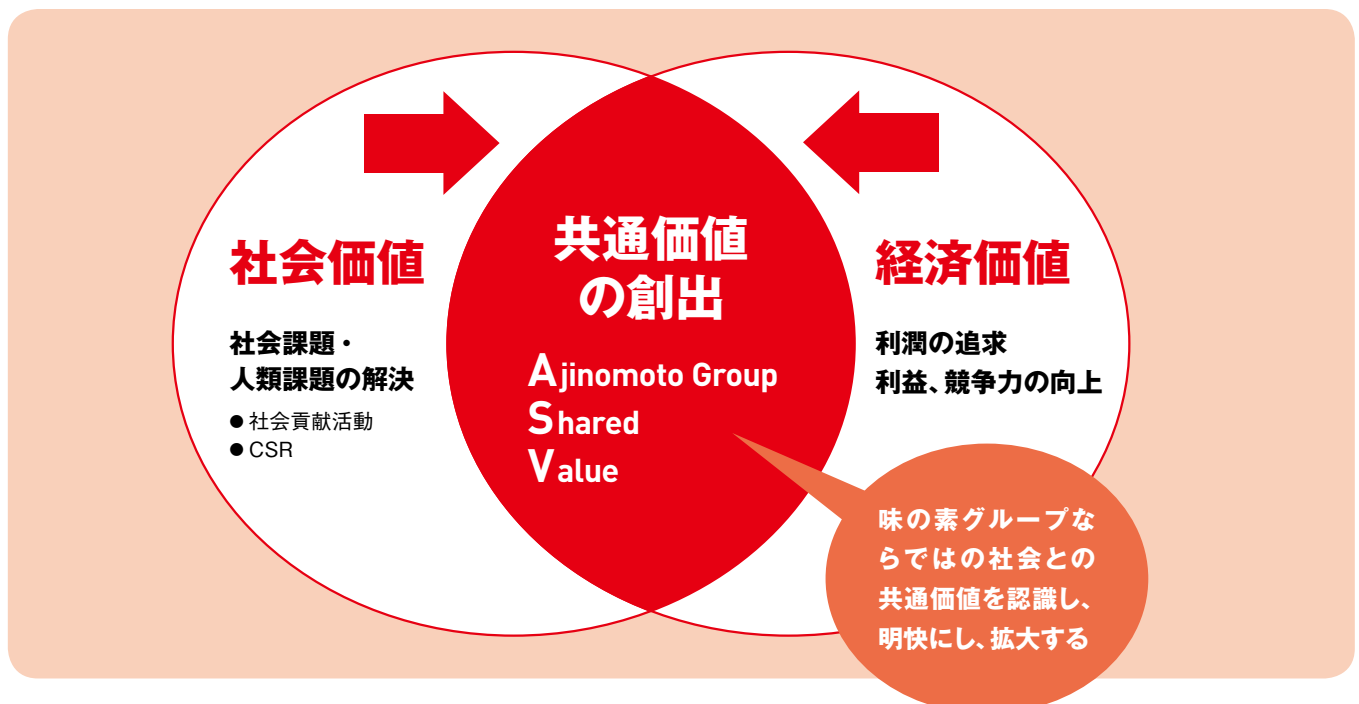 社会価値
社会課題・
人類課題の解決
● 社会貢献活動
● CSR
共通価値
の創出
Ajinomoto Group
Shared
Value
経済価値
利潤の追求
利益、競争力の向上
味の素グループな
らではの社会との
共通価値を認識し、
明快にし、拡大する